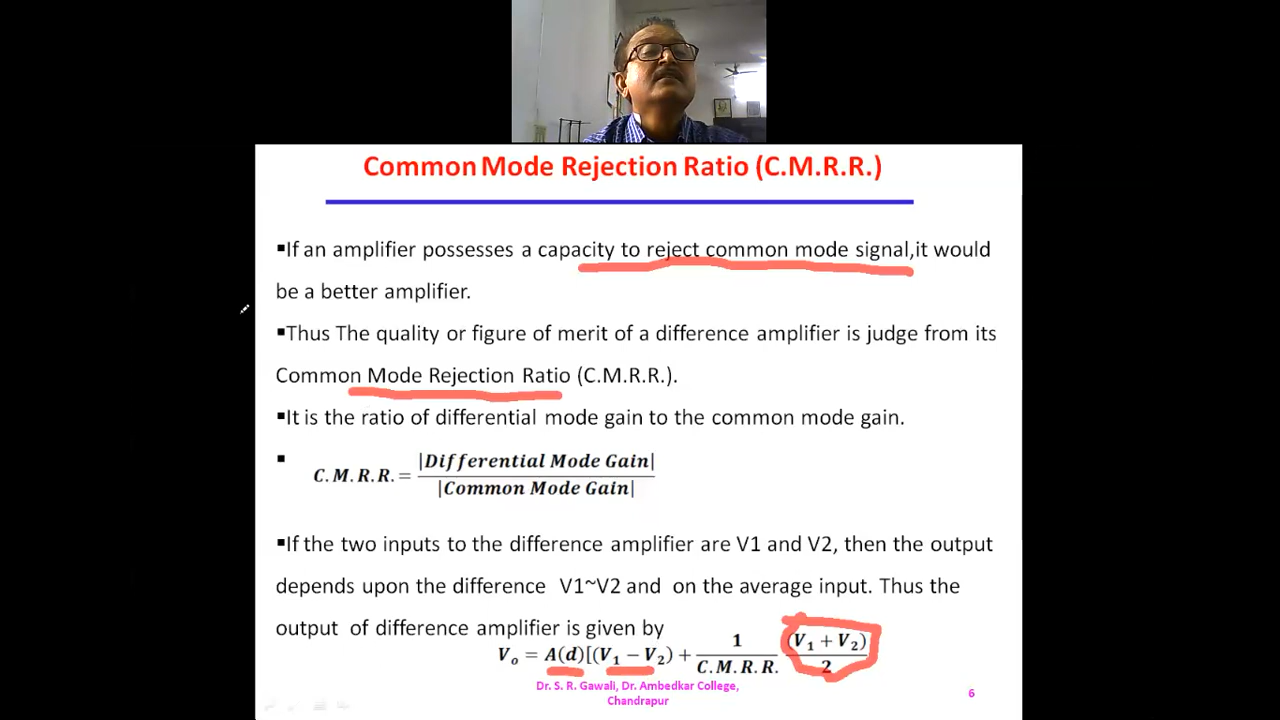 Common Mode Rejection Ratio (C.M.R.R.)
▪If an amplifier possesses a capacity to reject common mode signal,it would
be a better amplifier.
▪Thus The quality or figure of merit of a difference amplifier is judge from its
Common Mode Rejection Ratio (C.M.R.R.).
▪It is the ratio of differential mode gain to the common mode gain.
▪ C.M.R.R.= |Differential Mode Gain| / |Common Mode Gain|
▪If the two inputs to the difference amplifier are V1 and V2, then the output
depends upon the difference V1~V2 and on the average input. Thus the
output of difference amplifier is given by
Vₒ = A(d)[(V₁ − V₂) + 1 / C.M.R.R. (V₁ + V₂) / 2
Dr. S. R. Gawali, Dr. Ambedkar College,
Chandrapur
6